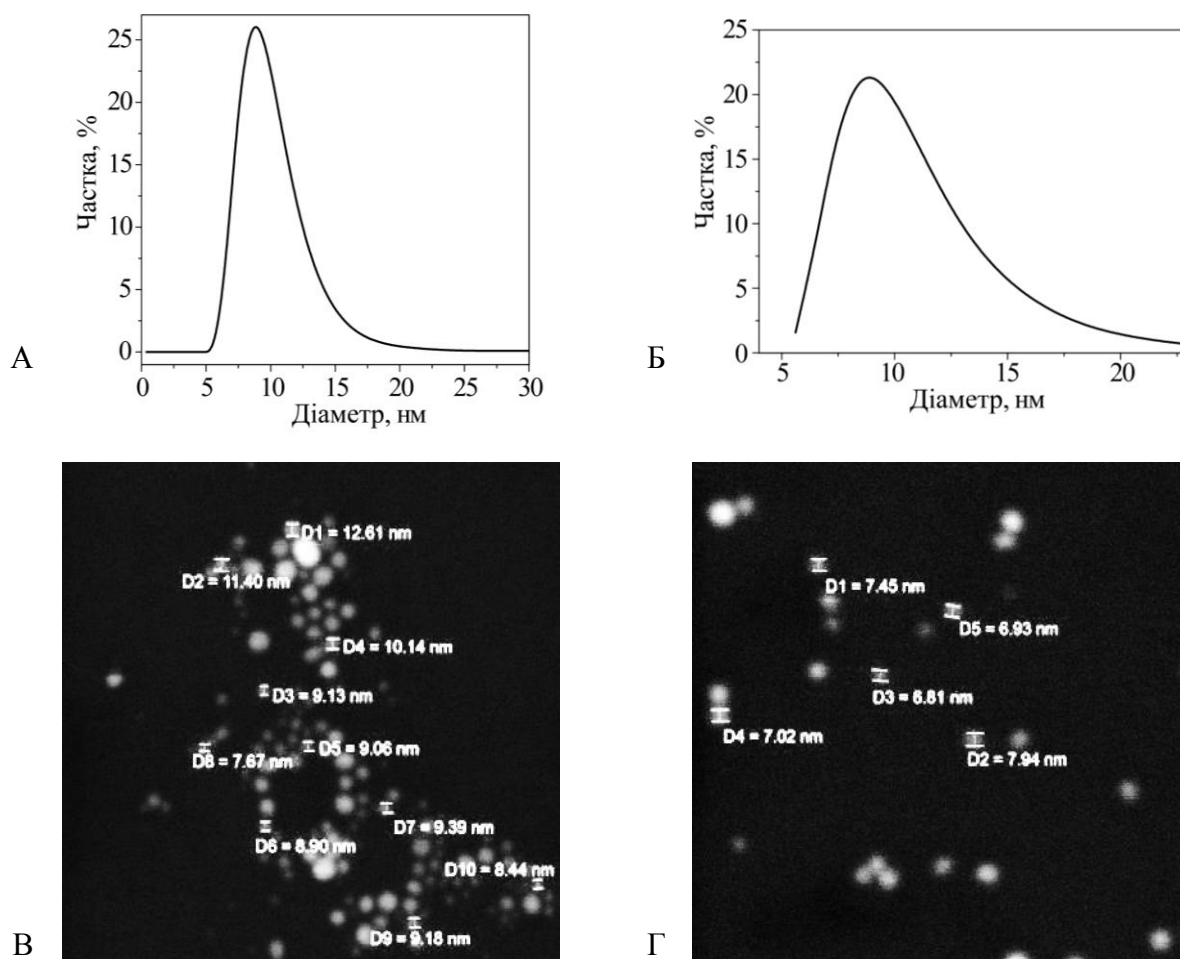 25
20
15
10
5
0
Частка, %
0 5 10 15 20 25 30
Діаметр, нм
А
25
20
15
10
5
0
Частка, %
5 10 15 20
Діаметр, нм
Б
D1 = 12.61 nm
D2 = 11.40 nm
D4 = 10.14 nm
D3 = 9.13 nm
D5 = 9.06 nm
D8 = 7.67 nm
D7 = 9.39 nm
D6 = 8.90 nm
D10 = 8.44 nm
D9 = 9.18 nm
В
D1 = 7.45 nm
D5 = 6.93 nm
D3 = 6.81 nm
D4 = 7.02 nm
D2 = 7.94 nm
Г